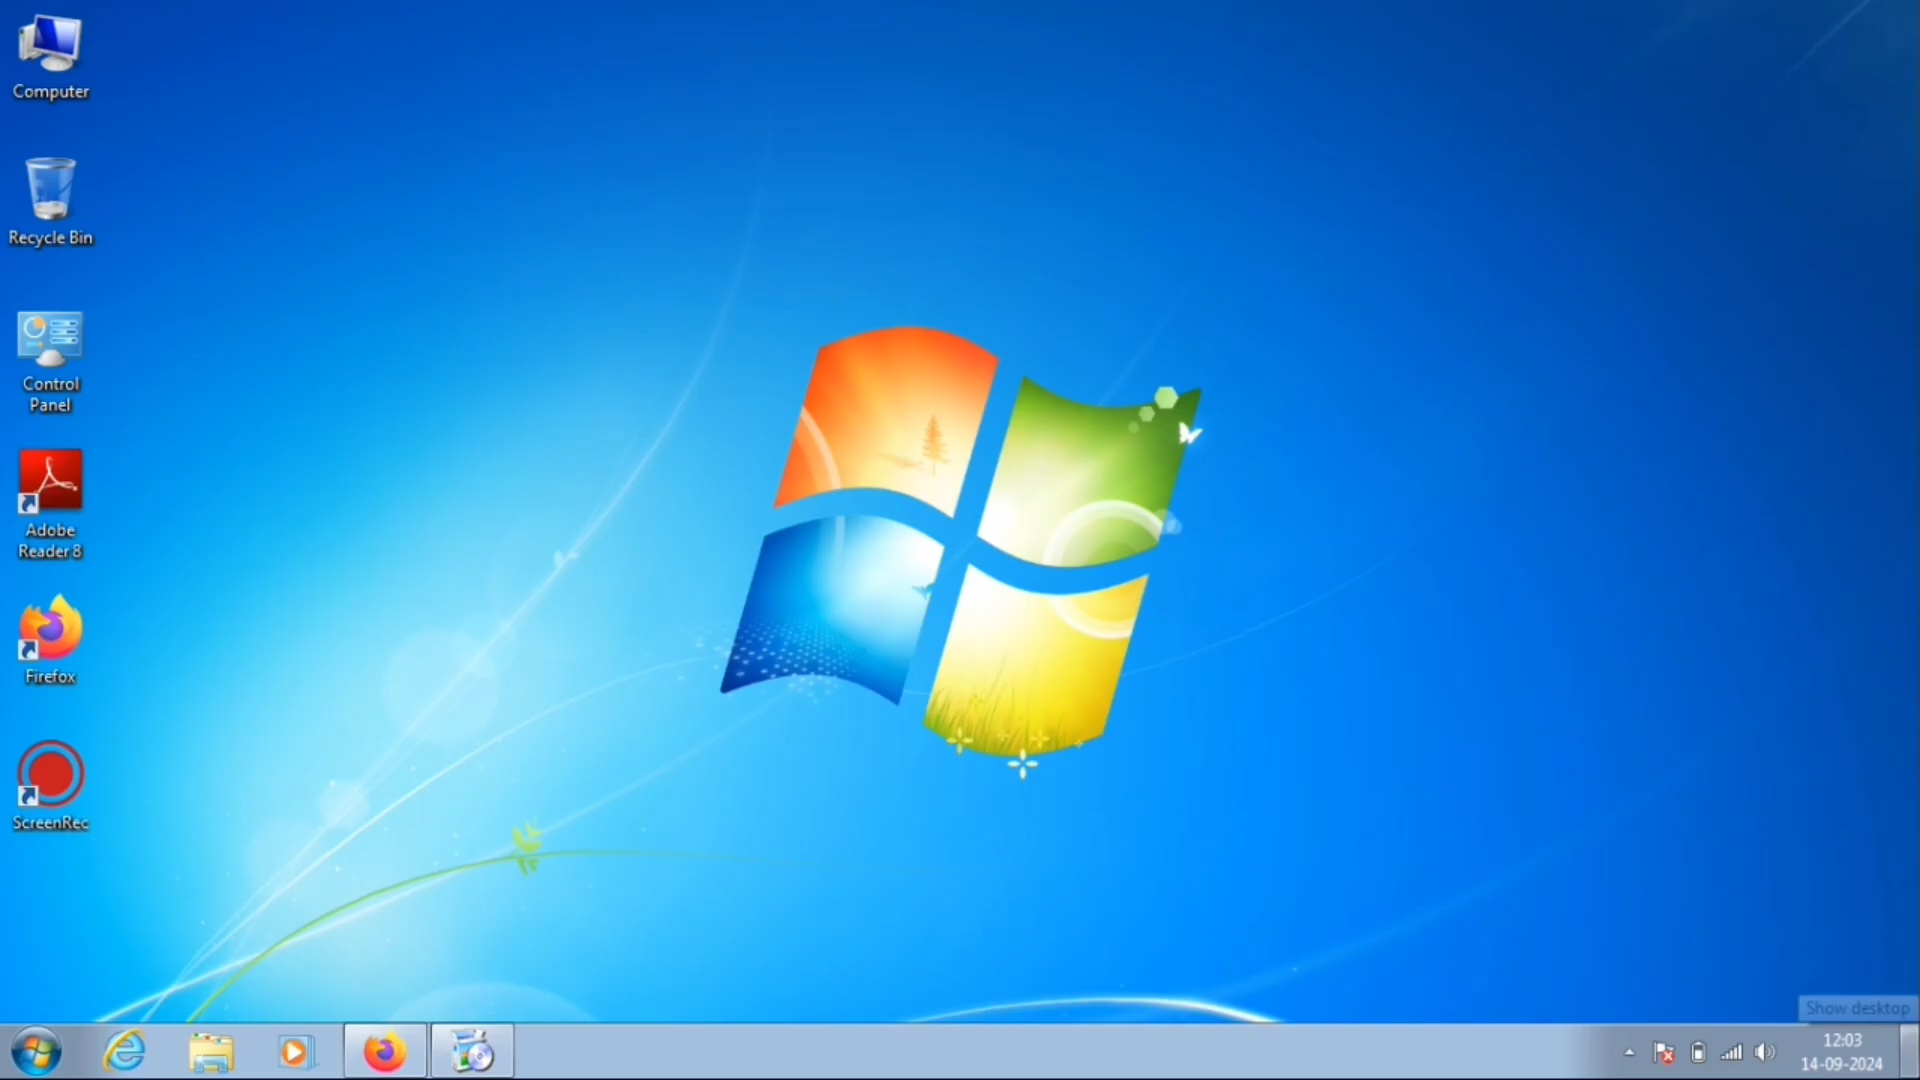 Computer
Recycle Bin
Control
Panel
Adobe
Reader 8
Firefox
ScreenRec
Show desktop
12:03
14-09-2024